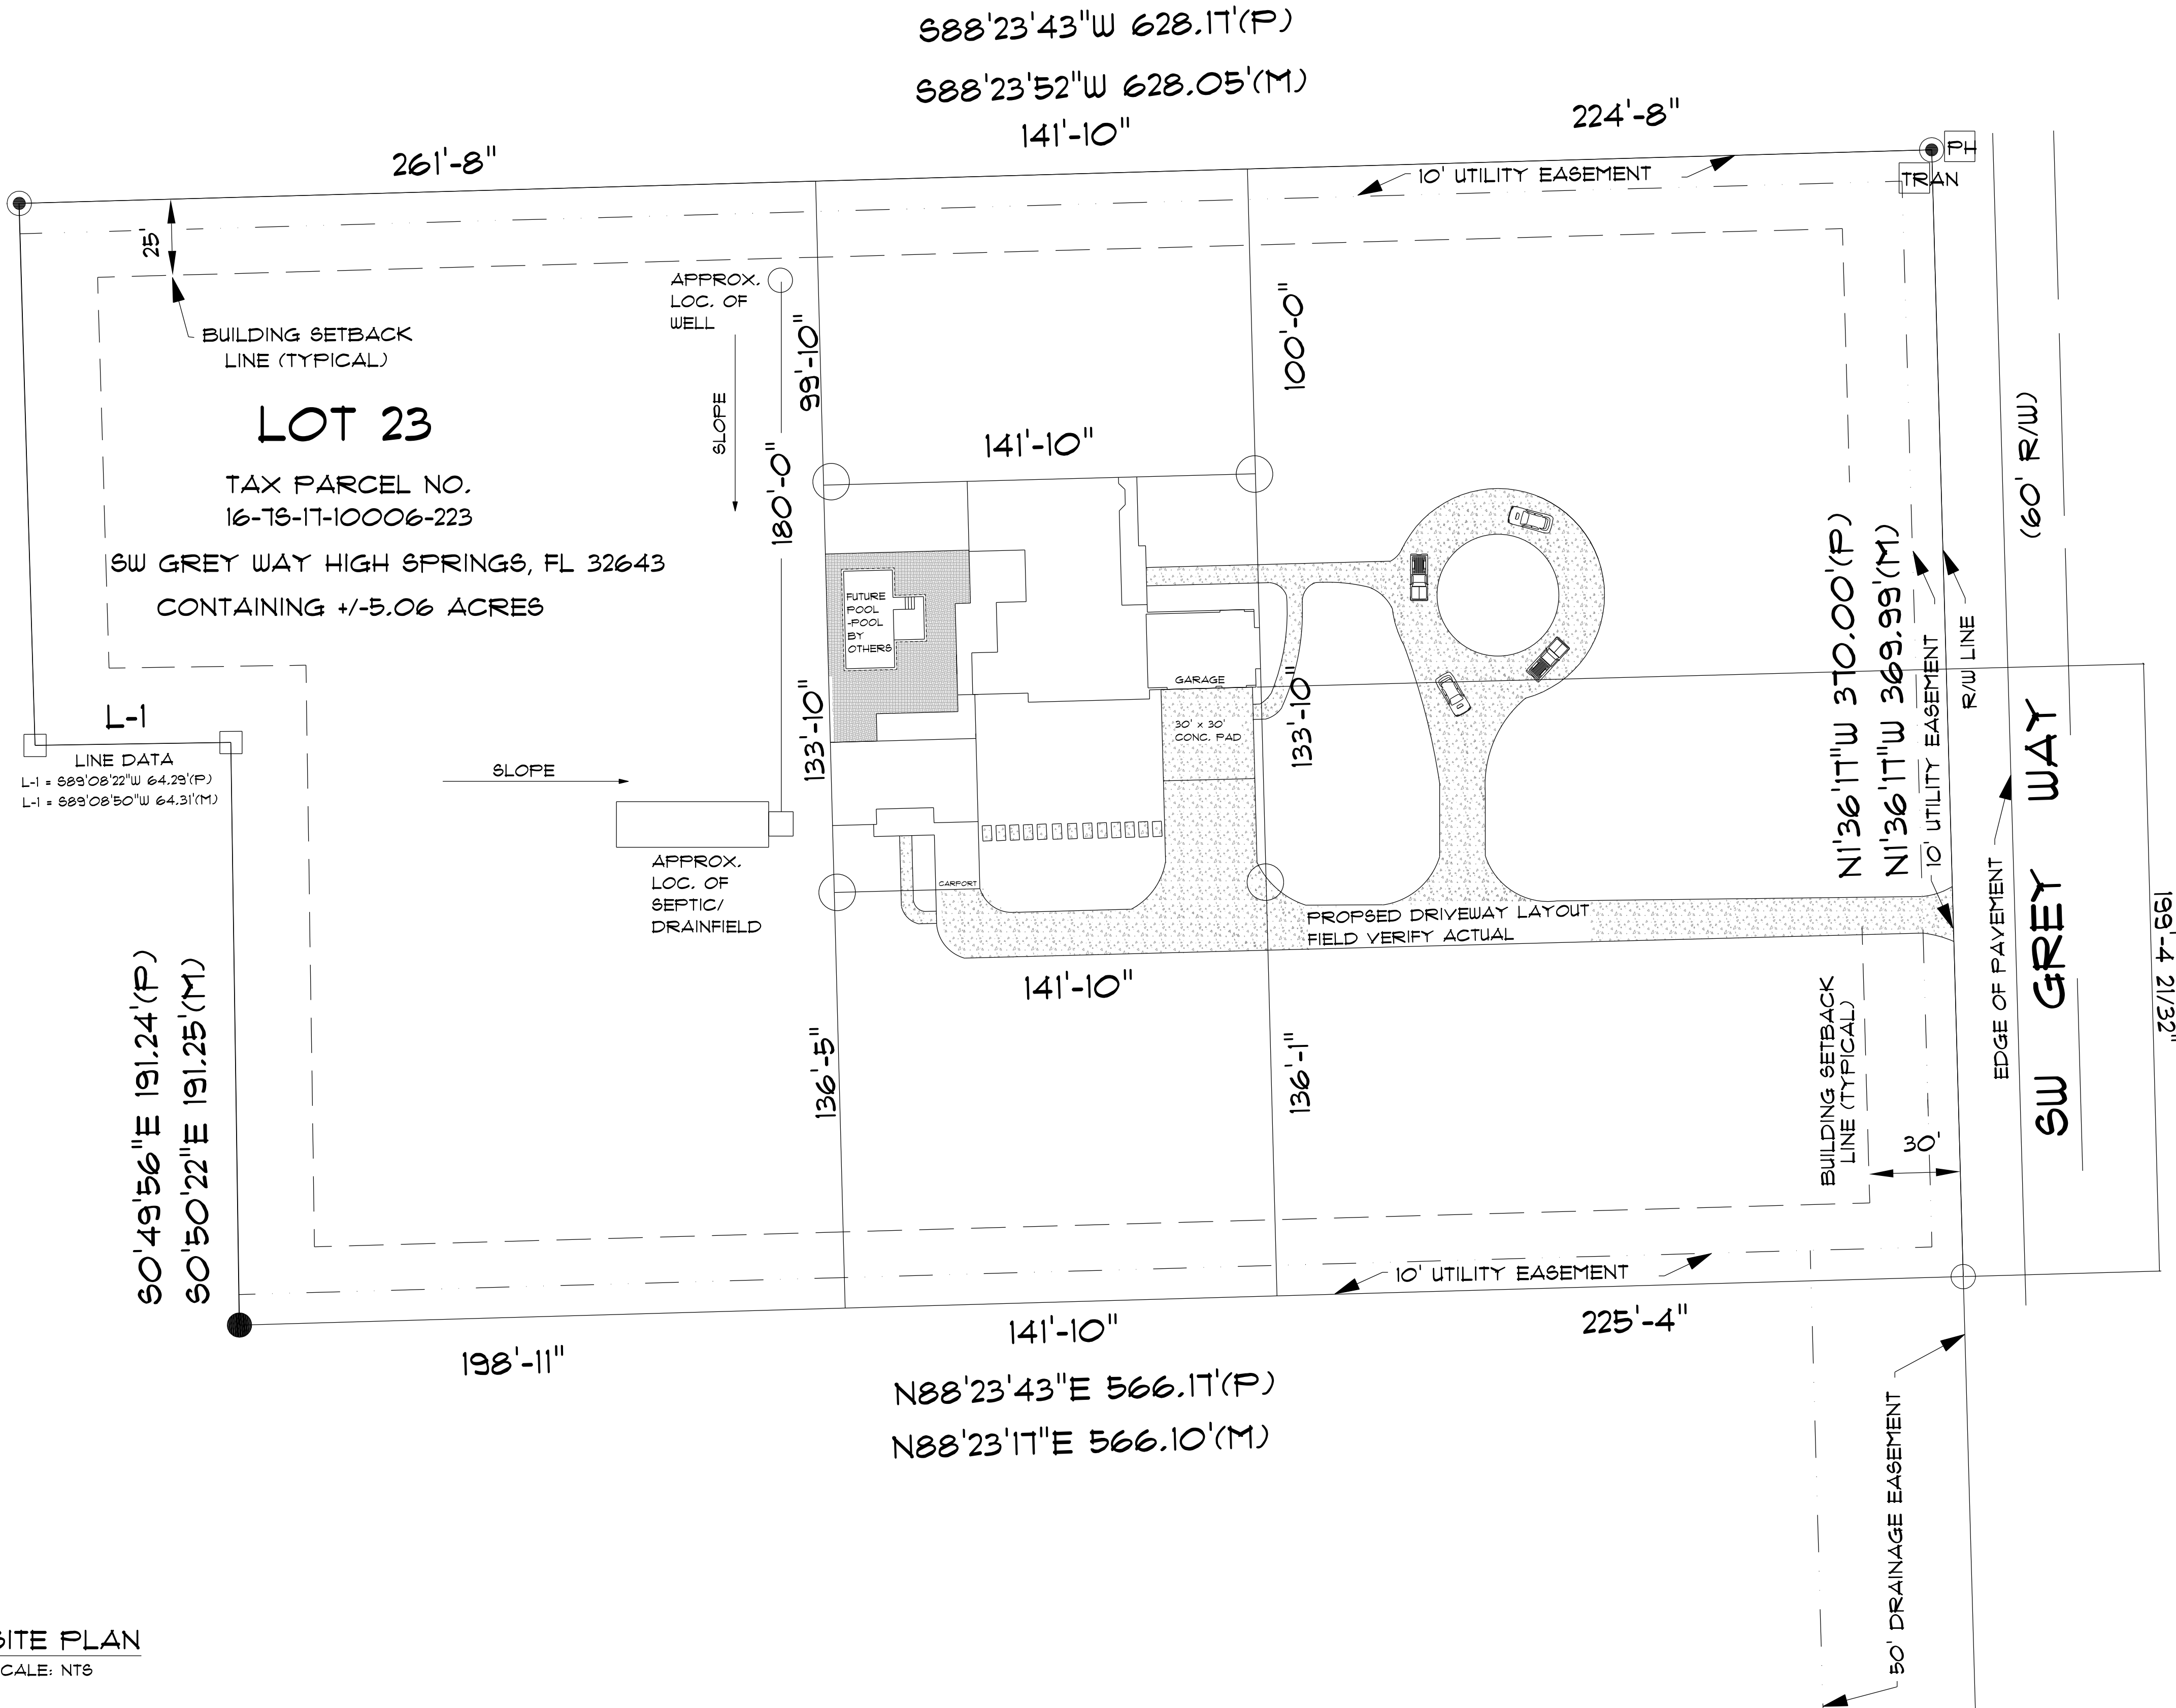 S88'23'43"W 628.17'(P)
S88'23'52"W 628.05'(M)
261'-8"
141'-10"
224'-8"
PH
TRAN
10' UTILITY EASEMENT
25'
BUILDING SETBACK
LINE (TYPICAL)
APPROX.
LOC. OF
WELL
SLOPE
99'-10"
100'-0"
180'-0"
LOT 23
TAX PARCEL NO.
16-7S-17-10006-223
SW GREY WAY HIGH SPRINGS, FL 32643
CONTAINING +/-5.06 ACRES
141'-10"
FUTURE
POOL
-POOL
BY
OTHERS
GARAGE
30' x 30'
CONC. PAD
133'-10"
133'-10"
N1'36'17"W 370.00'(P)
N1'36'17"W 369.99'(M)
10' UTILITY EASEMENT
R/W LINE
(60' R/W)
SW GREY WAY
EDGE OF PAVEMENT
199'-4 21/32"
L-1
LINE DATA
L-1 = S89'08'22"W 64.29'(P)
L-1 = S89'08'50"W 64.31'(M)
SLOPE
APPROX.
LOC. OF
SEPTIC/
DRAINFIELD
CARPORT
PROPSED DRIVEWAY LAYOUT
FIELD VERIFY ACTUAL
141'-10"
S0'49'56"E 191.24'(P)
S0'50'22"E 191.25'(M)
136'-5"
136'-1"
BUILDING SETBACK
LINE (TYPICAL)
30'
10' UTILITY EASEMENT
198'-11"
141'-10"
225'-4"
N88'23'43"E 566.17'(P)
N88'23'17"E 566.10'(M)
50' DRAINAGE EASEMENT
SITE PLAN
CALE: NTS